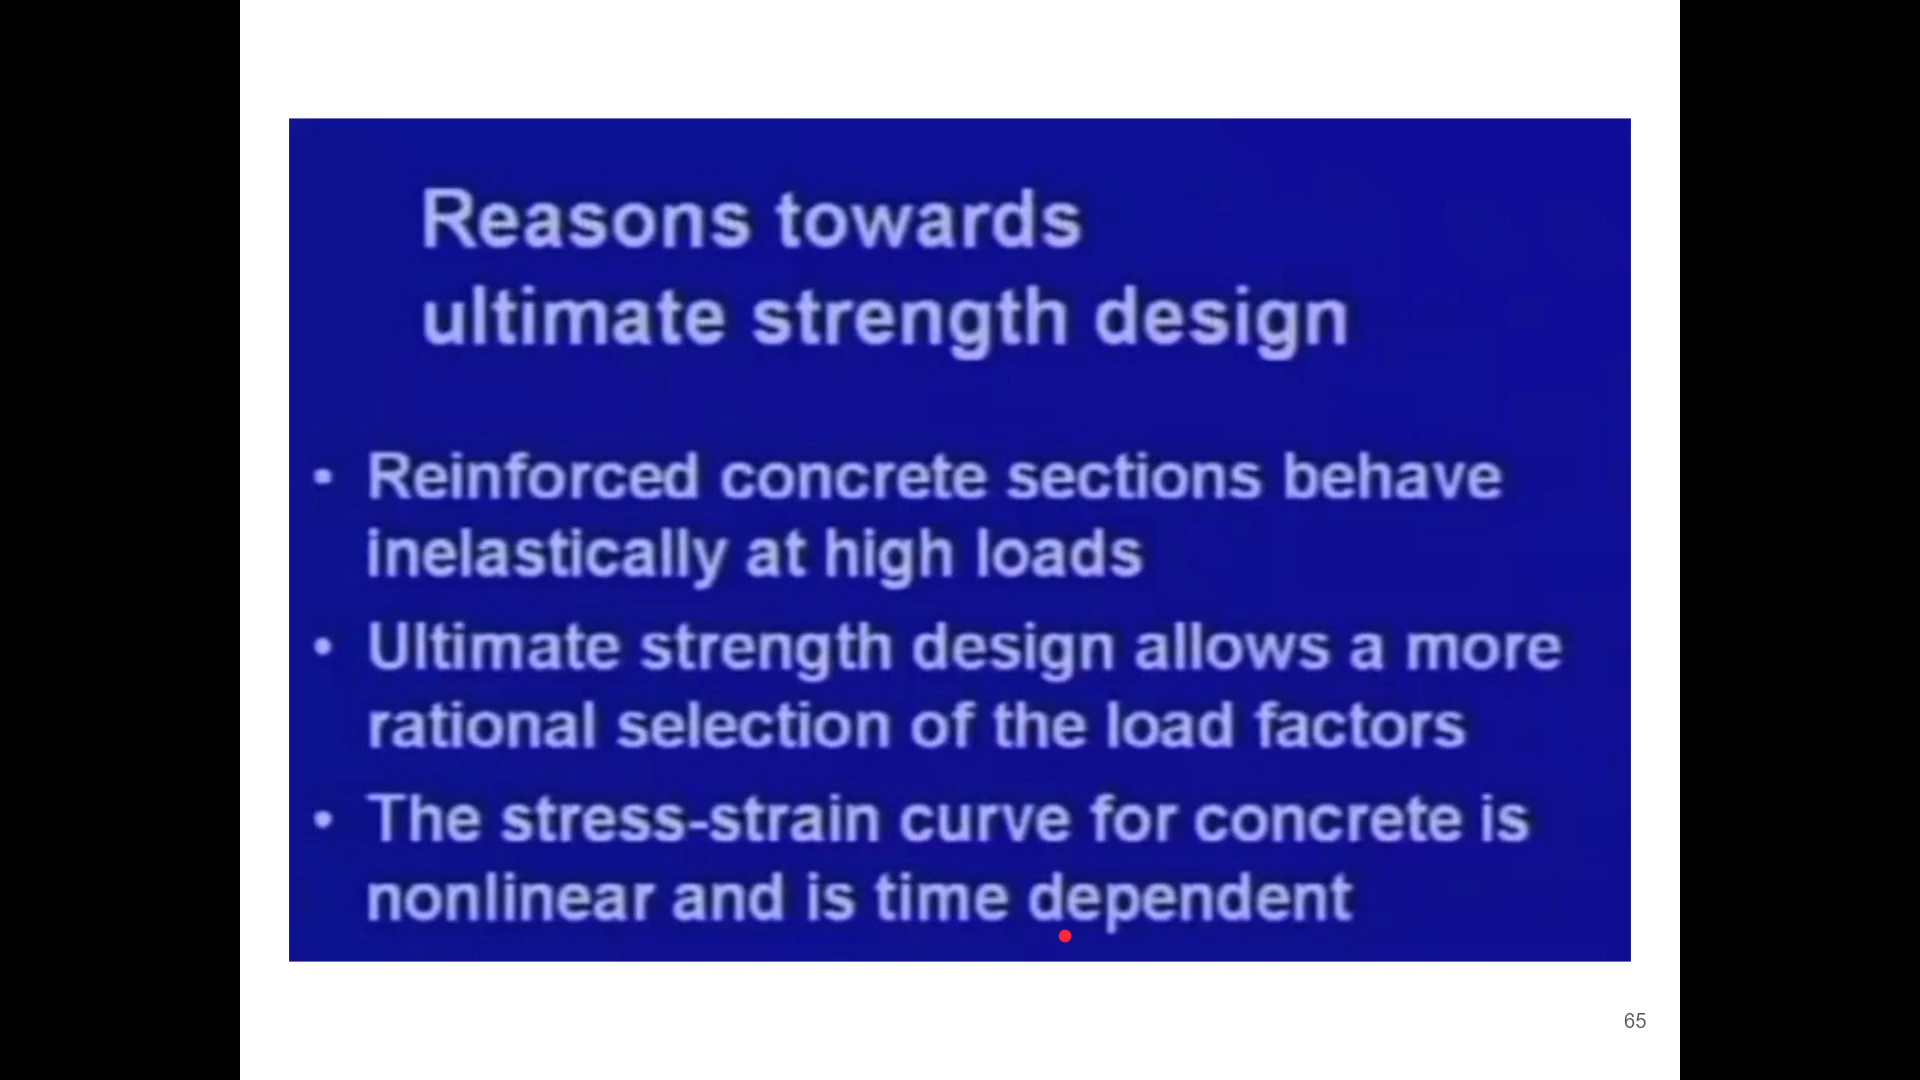 Reasons towards
ultimate strength design
• Reinforced concrete sections behave
inelastically at high loads
• Ultimate strength design allows a more
rational selection of the load factors
• The stress-strain curve for concrete is
nonlinear and is time dependent
65